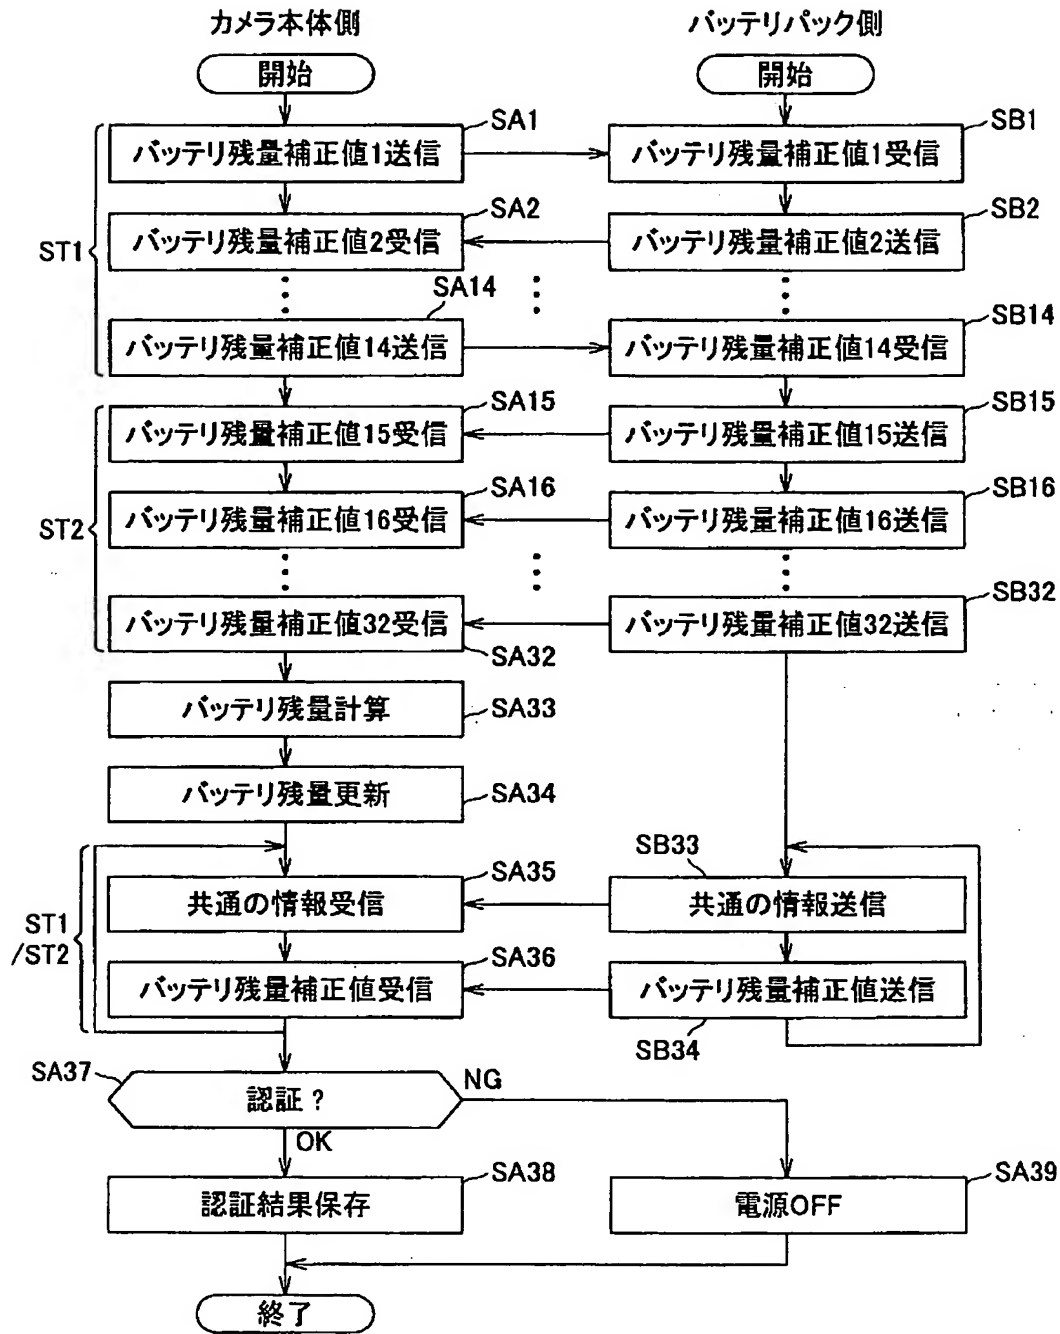 カメラ本体側
バッテリパック側
開始
開始
SA1
SB1
バッテリ残量補正値1送信
バッテリ残量補正値1受信
SA2
SB2
バッテリ残量補正値2受信
バッテリ残量補正値2送信
ST1
SA14
SB14
バッテリ残量補正値14送信
バッテリ残量補正値14受信
SA15
SB15
バッテリ残量補正値15受信
バッテリ残量補正値15送信
SA16
SB16
バッテリ残量補正値16受信
バッテリ残量補正値16送信
ST2
SB32
バッテリ残量補正値32受信
バッテリ残量補正値32送信
SA32
バッテリ残量計算
SA33
バッテリ残量更新
SA34
SA35
SB33
共通の情報受信
共通の情報送信
ST1
/ST2
SA36
バッテリ残量補正値受信
バッテリ残量補正値送信
SB34
SA37
認証?
NG
OK
SA38
SA39
認証結果保存
電源OFF
終了